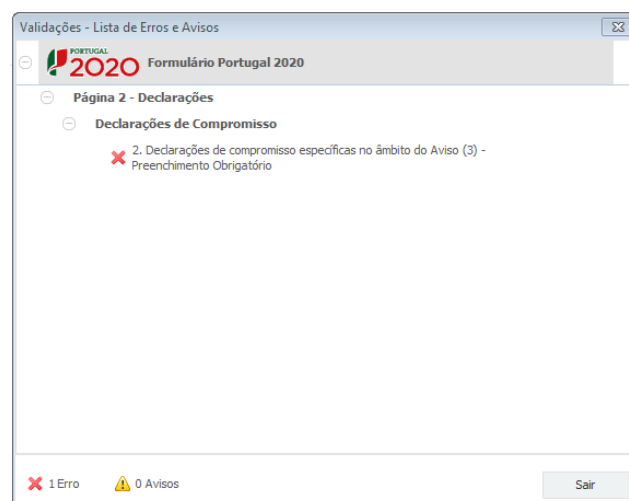 Validações - Lista de Erros e Avisos
PORTUGAL
2020
Formulário Portugal 2020
Página 2 - Declarações
Declarações de Compromisso
2. Declarações de compromisso específicas no âmbito do Aviso (3) -
Preenchimento Obrigatório
1 Erro
0 Avisos
Sair